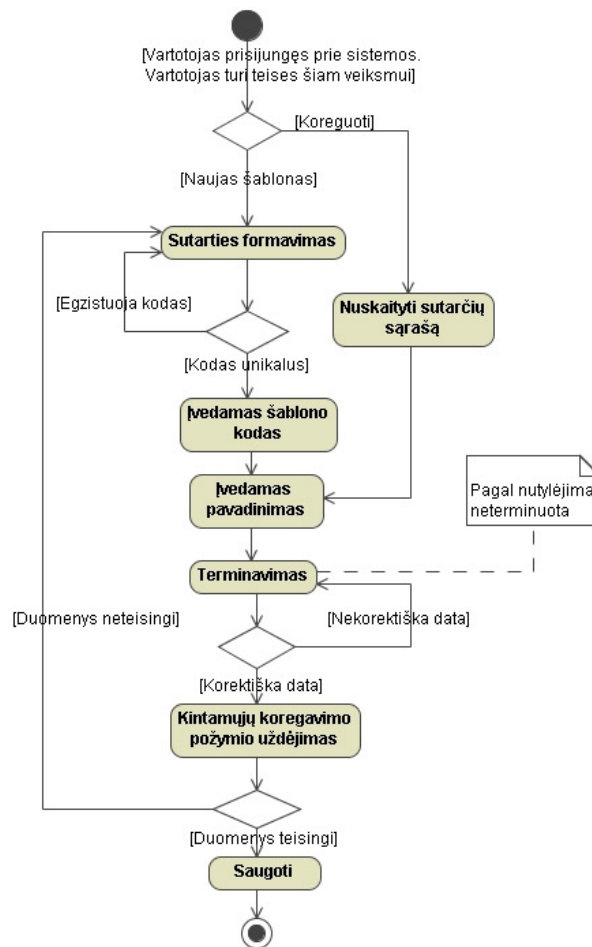 [Vartotojas prisijungęs prie sistemos.
Vartotojas turi teises šiam veiksmui]
[Koreguoti]
[Naujas šablonas]
Sutarties formavimas
[Egzistuoja kodas]
Nuskaityti sutarčių
sąrašą
[Kodas unikalus]
Įvedamas šablono
kodas
Įvedamas
pavadinimas
Pagal nutylėjima
neterminuota
Terminavimas
[Duomenys neteisingi]
[Nekorektiška data]
[Korektiška data]
Kintamųjų koregavimo
požymio uždėjimas
[Duomenys teisingi]
Saugoti